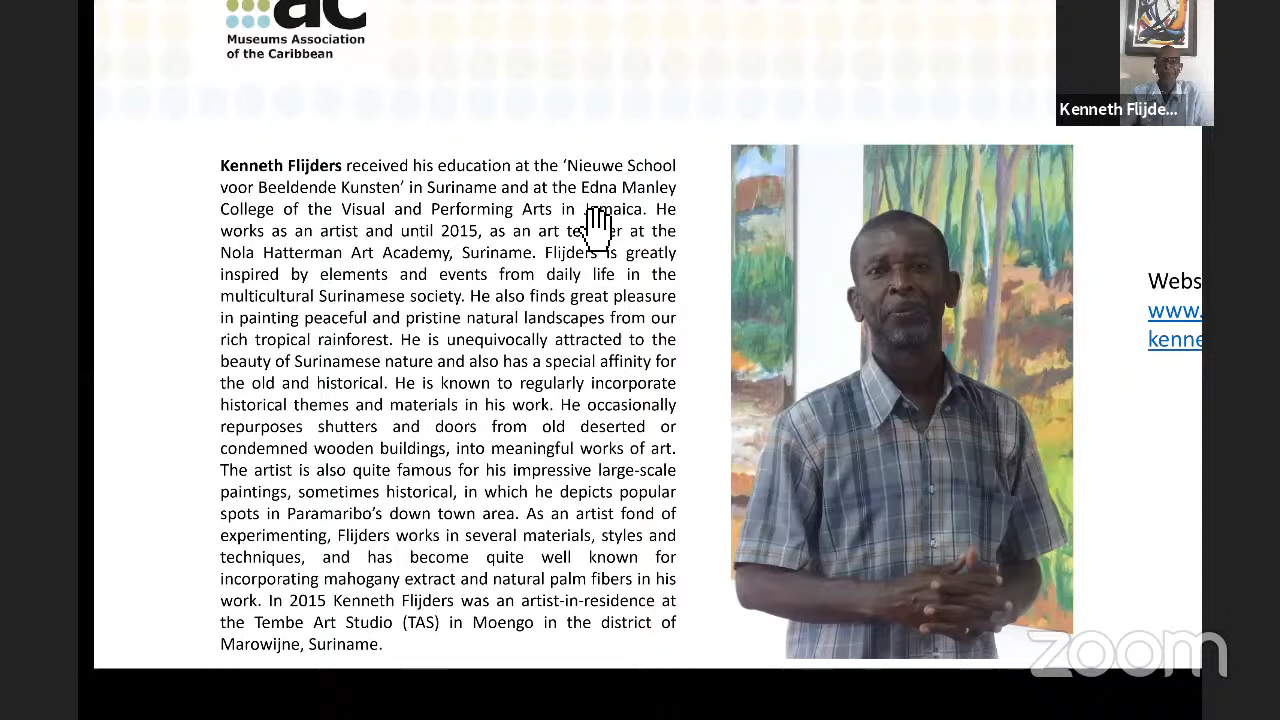 ac
Museums Association
of the Caribbean
Kenneth Flijde...
Kenneth Flijders received his education at the ‘Nieuwe School
voor Beeldende Kunsten’ in Suriname and at the Edna Manley
College of the Visual and Performing Arts in Jamaica. He
works as an artist and until 2015, as an art teacher at the
Nola Hatterman Art Academy, Suriname. Flijders is greatly
inspired by elements and events from daily life in the
multicultural Surinamese society. He also finds great pleasure
in painting peaceful and pristine natural landscapes from our
rich tropical rainforest. He is unequivocally attracted to the
beauty of Surinamese nature and also has a special affinity for
the old and historical. He is known to regularly incorporate
historical themes and materials in his work. He occasionally
repurposes shutters and doors from old deserted or
condemned wooden buildings, into meaningful works of art.
The artist is also quite famous for his impressive large-scale
paintings, sometimes historical, in which he depicts popular
spots in Paramaribo’s down town area. As an artist fond of
experimenting, Flijders works in several materials, styles and
techniques, and has become quite well known for
incorporating mahogany extract and natural palm fibers in his
work. In 2015 Kenneth Flijders was an artist-in-residence at
the Tembe Art Studio (TAS) in Moengo in the district of
Marowijne, Suriname.
Webs
www.
kenne
zoom